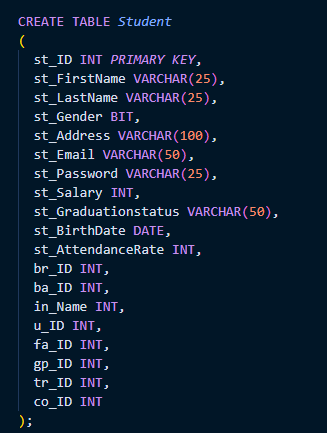 CREATE TABLE Student
(
st_ID INT PRIMARY KEY,
st_FirstName VARCHAR(25),
st_LastName VARCHAR(25),
st_Gender BIT,
st_Address VARCHAR(100),
st_Email VARCHAR(50),
st_Password VARCHAR(25),
st_Salary INT,
st_Graduationstatus VARCHAR(50),
st_BirthDate DATE,
st_AttendanceRate INT,
br_ID INT,
ba_ID INT,
in_Name INT,
u_ID INT,
fa_ID INT,
gp_ID INT,
tr_ID INT,
co_ID INT
);